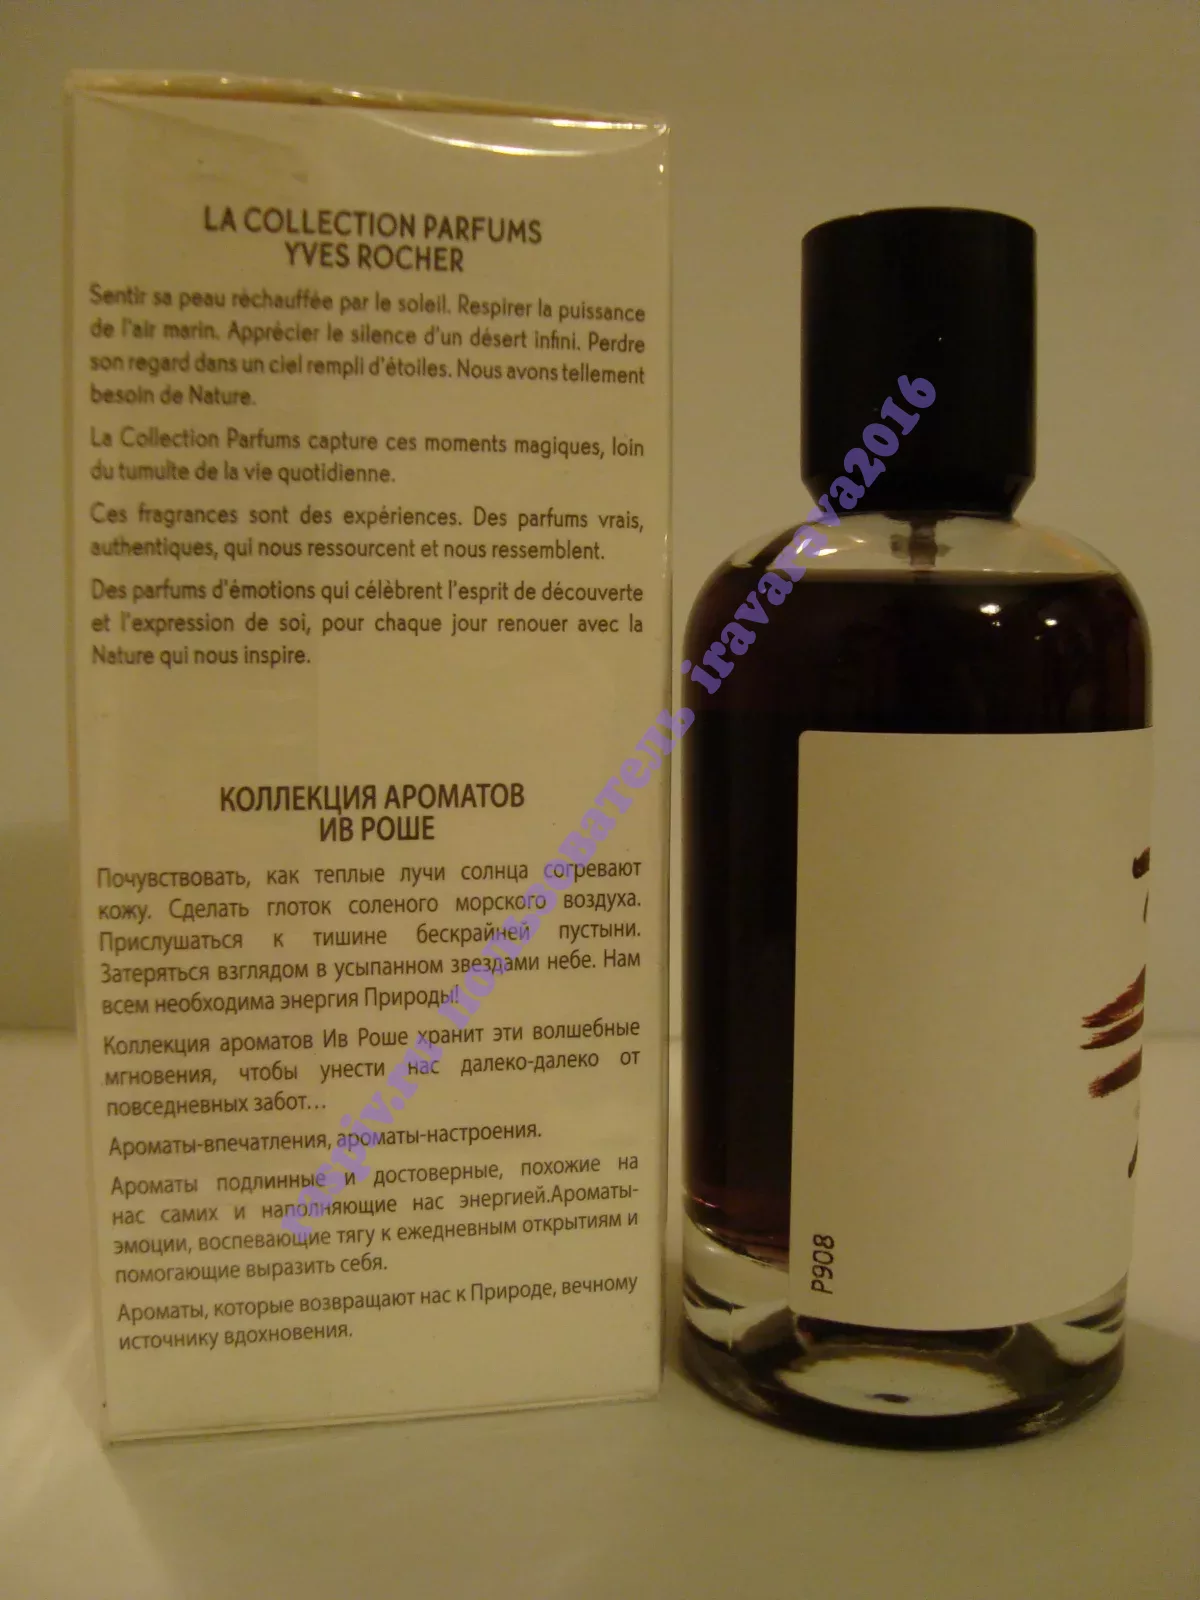 LA COLLECTION PARFUMS
YVES ROCHER
Sentir sa peau réchauffée par le soleil. Respirer la puissance
de l'air marin. Apprécier le silence d'un désert infini. Perdre
son regard dans un ciel rempli d'étoiles. Nous avons tellement
besoin de Nature.
La Collection Parfums capture ces moments magiques, loin
du tumulte de la vie quotidienne.
Ces fragrances sont des expériences. Des parfums vrais,
authentiques, qui nous ressourcent et nous ressemblent.
Des parfums d'émotions qui célèbrent l'esprit de découverte
et l'expression de soi, pour chaque jour renouer avec la
Nature qui nous inspire.
КОЛЛЕКЦИЯ АРОМАТОВ
ИВ РОШЕ
Почувствовать, как теплые лучи солнца согревают
кожу. Сделать глоток соленого морского воздуха.
Прислушаться к тишине бескрайней пустыни.
Затеряться взглядом в усыпанном звездами небе. Нам
всем необходима энергия Природы!
Коллекция ароматов Ив Роше хранит эти волшебные
мгновения, чтобы унести нас далеко-далеко от
повседневных забот...
Ароматы-впечатления, ароматы-настроения.
Ароматы подлинные и достоверные, похожие на
нас самих и наполняющие нас энергией.Ароматы-
эмоции, воспевающие тягу к ежедневным открытиям и
помогающие выразить себя.
Ароматы, которые возвращают нас к Природе, вечному
источнику вдохновения.
P908
raspiv.ru пользователь iravaraya2016